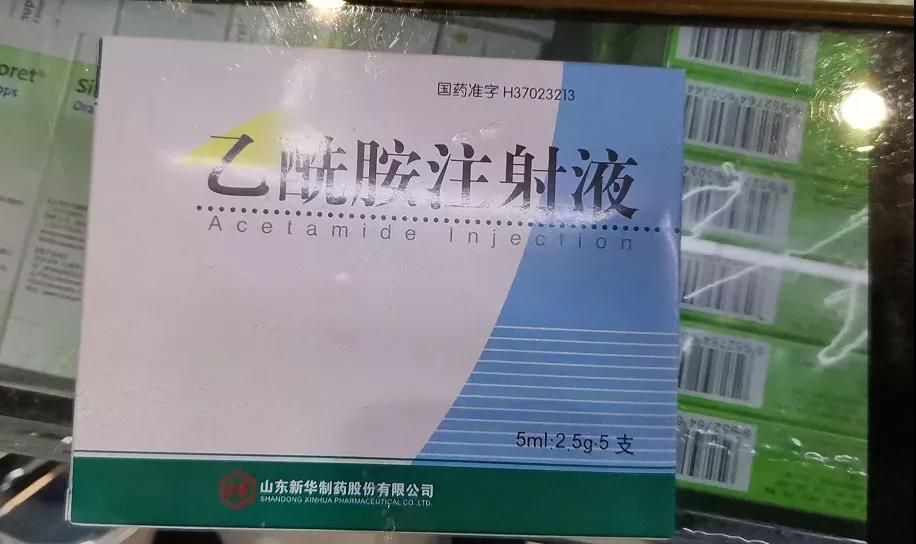 国药准字 H37023213
乙酰胺注射液
Acetamide Injection
5ml:2.5g·5 支
山东新华制药股份有限公司
SHANDONG XINHUA PHARMACEUTICAL CO.,LTD.